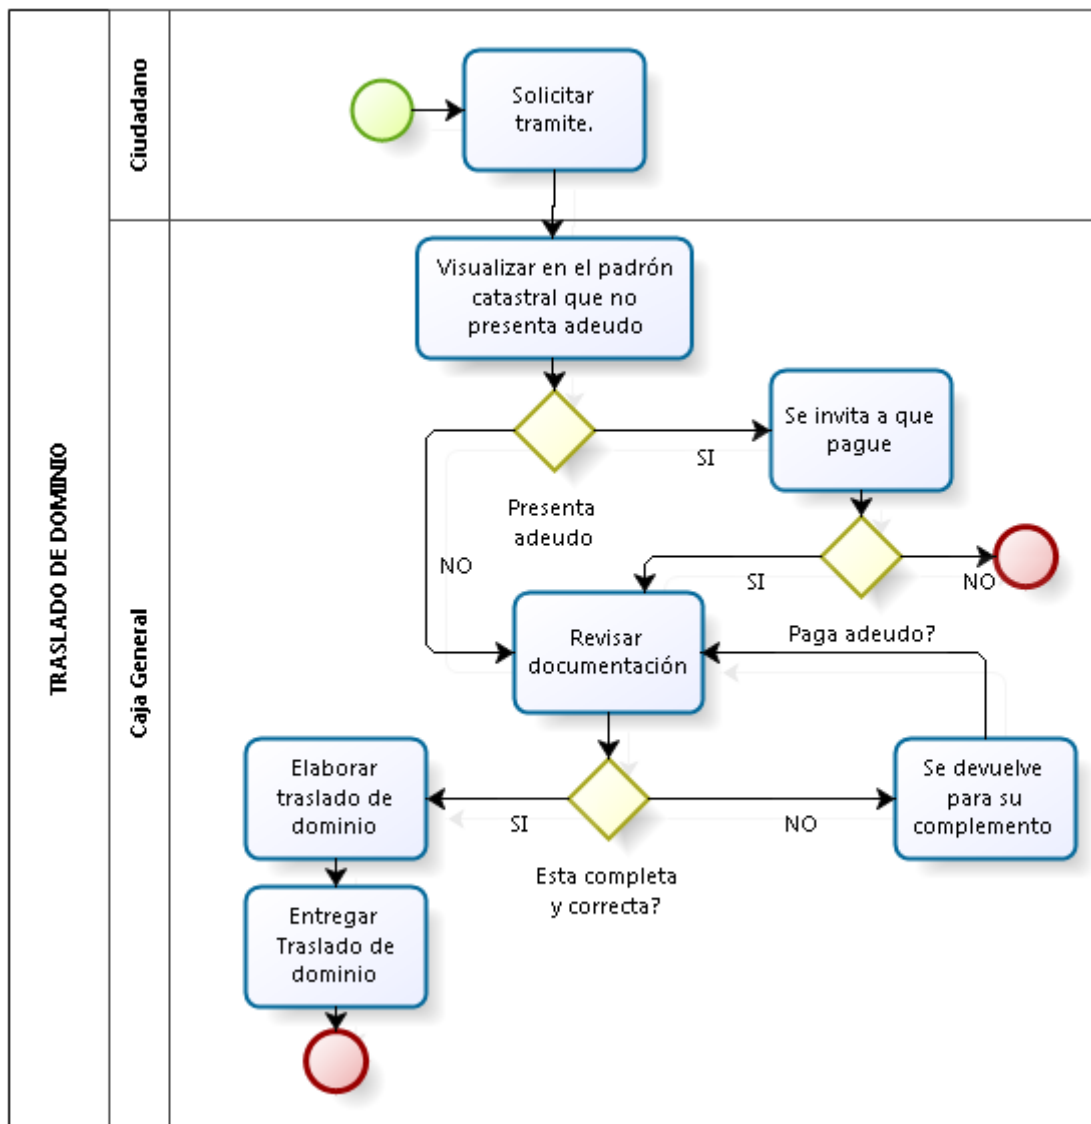 TRASLADO DE DOMINIO
Ciudadano
Solicitar
tramite.
Caja General
Visualizar en el padrón
catastral que no
presenta adeudo
Presenta
adeudo
SI
NO
Se invita a que
pague
SI
NO
Paga adeudo?
Revisar
documentación
Esta completa
y correcta?
SI
NO
Se devuelve
para su
complemento
Elaborar
traslado de
dominio
Entregar
Traslado de
dominio